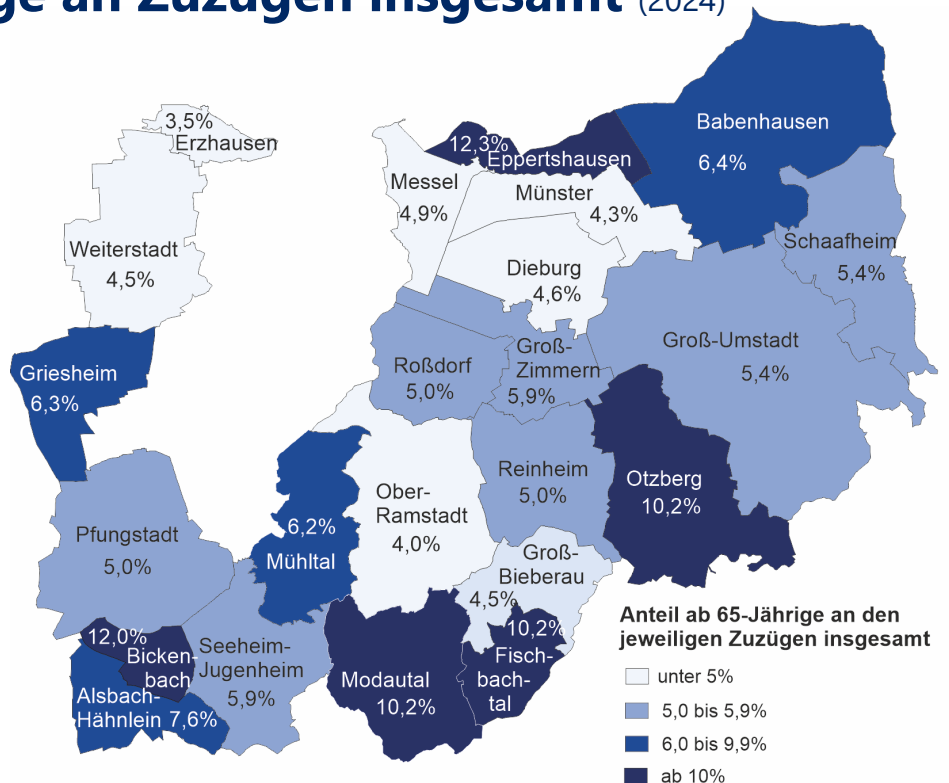 ge an Zuzügen insgesamt (2024)
3,5%
Erzhausen
Babenhausen
6,4%
12,3%
Eppertshausen
Messel
4,9%
Münster
4,3%
Weiterstadt
4,5%
Schaafheim
5,4%
Dieburg
4,6%
Griesheim
6,3%
Roßdorf
5,0%
Groß-
Zimmern
5,9%
Groß-Umstadt
5,4%
Reinheim
5,0%
Otzberg
10,2%
Ober-
Ramstadt
4,0%
6,2%
Mühltal
Pfungstadt
5,0%
Groß-
Bieberau
4,5%
10,2%
Fisch-
bach-
tal
12,0%
Bicken-
bach
Seeheim-
Jugenheim
5,9%
Modautal
10,2%
Alsbach-
Hähnlein 7,6%
Anteil ab 65-Jährige an den
jeweiligen Zuzügen insgesamt
unter 5%
5,0 bis 5,9%
6,0 bis 9,9%
ab 10%